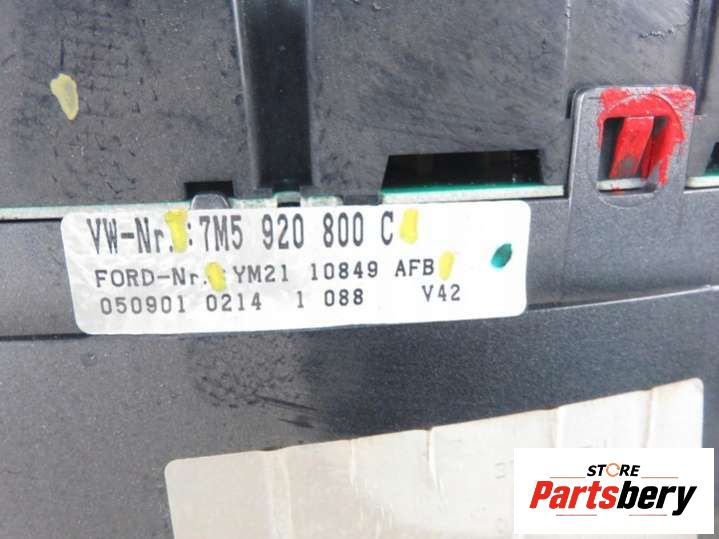 VW-Nr.: 7M5 920 800 C
FORD-Nr.: YM21 10849 AFB
050901 0214 1 088 V42
STORE
Partsbery